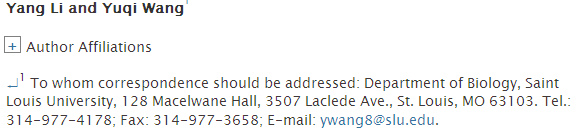 Yang Li and Yuqi Wang1
+ Author Affiliations
↵1 To whom correspondence should be addressed: Department of Biology, Saint
Louis University, 128 Macelwane Hall, 3507 Laclede Ave., St. Louis, MO 63103. Tel.:
314-977-4178; Fax: 314-977-3658; E-mail: ywang8@slu.edu.